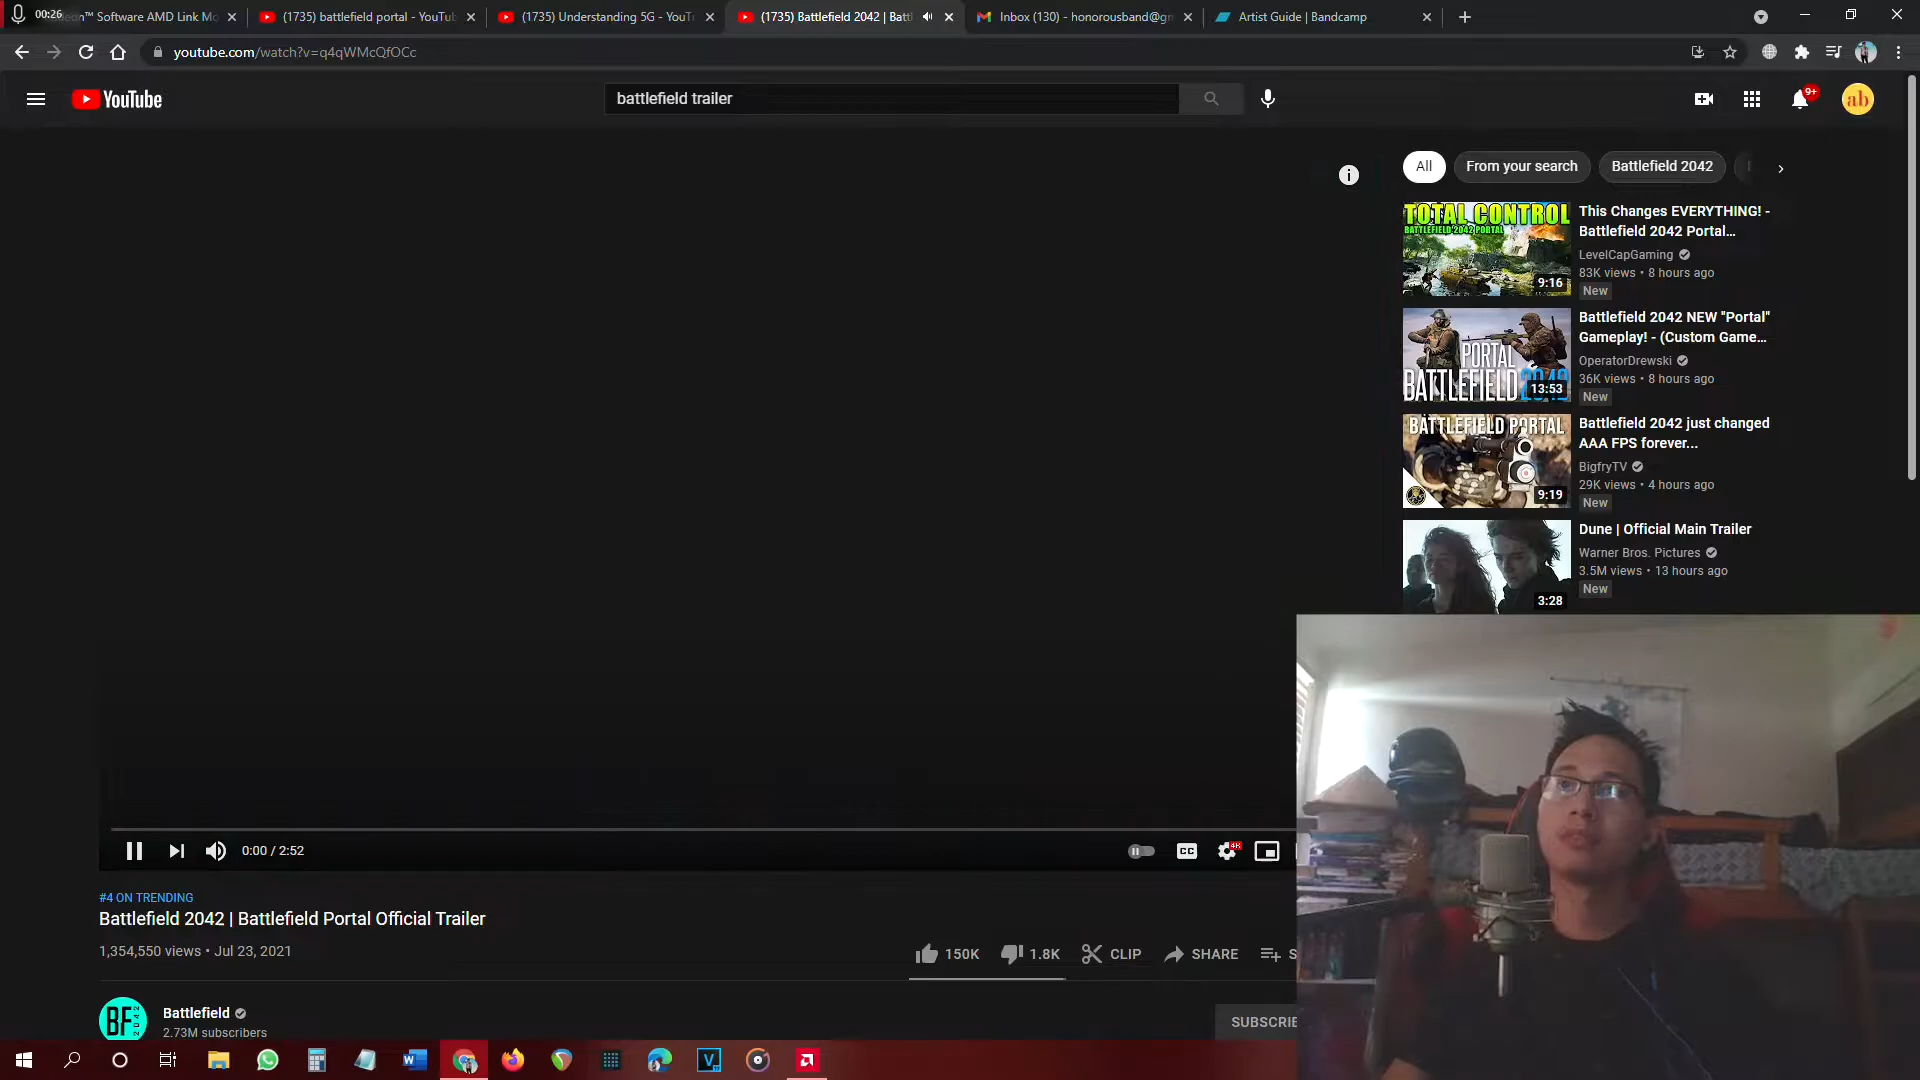 00:26
Software AMD Link Mo
(1735) battlefield portal - YouTub
(1735) Understanding 5G - YouT
(1735) Battlefield 2042 | Battl
Inbox (130) - honorousband@gm
Artist Guide | Bandcamp
youtube.com/watch?v=q4qWMcQfOCc
YouTube
battlefield trailer
9+
ab
All
From your search
Battlefield 2042
TOTAL CONTROL
BATTLEFIELD 2042 PORTAL
9:16
This Changes EVERYTHING! -
Battlefield 2042 Portal...
LevelCapGaming
83K views • 8 hours ago
New
PORTAL
BATTLEFIELD 2042
13:53
Battlefield 2042 NEW "Portal"
Gameplay! - (Custom Game...
OperatorDrewski
36K views • 8 hours ago
New
BATTLEFIELD PORTAL
9:19
Battlefield 2042 just changed
AAA FPS forever...
BigfryTV
29K views • 4 hours ago
New
3:28
Dune | Official Main Trailer
Warner Bros. Pictures
3.5M views • 13 hours ago
New
0:00 / 2:52
CC
4K
#4 ON TRENDING
Battlefield 2042 | Battlefield Portal Official Trailer
1,354,550 views • Jul 23, 2021
150K
1.8K
CLIP
SHARE
S
BF
2042
Battlefield
2.73M subscribers
SUBSCRIBE